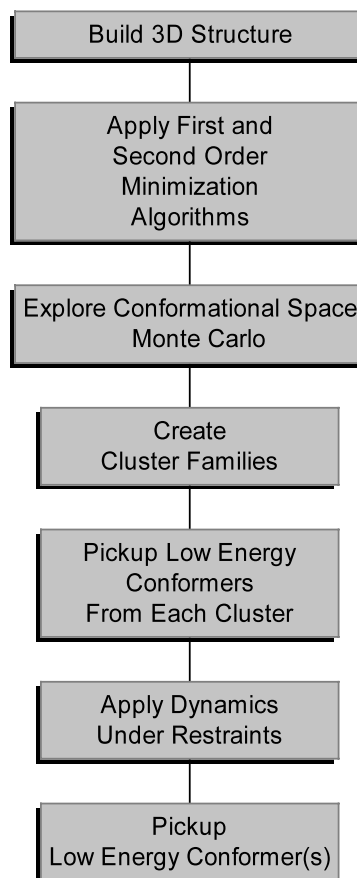 Build 3D Structure
Apply First and
Second Order
Minimization
Algorithms
Explore Conformational Space
Monte Carlo
Create
Cluster Families
Pickup Low Energy
Conformers
From Each Cluster
Apply Dynamics
Under Restraints
Pickup
Low Energy Conformer(s)